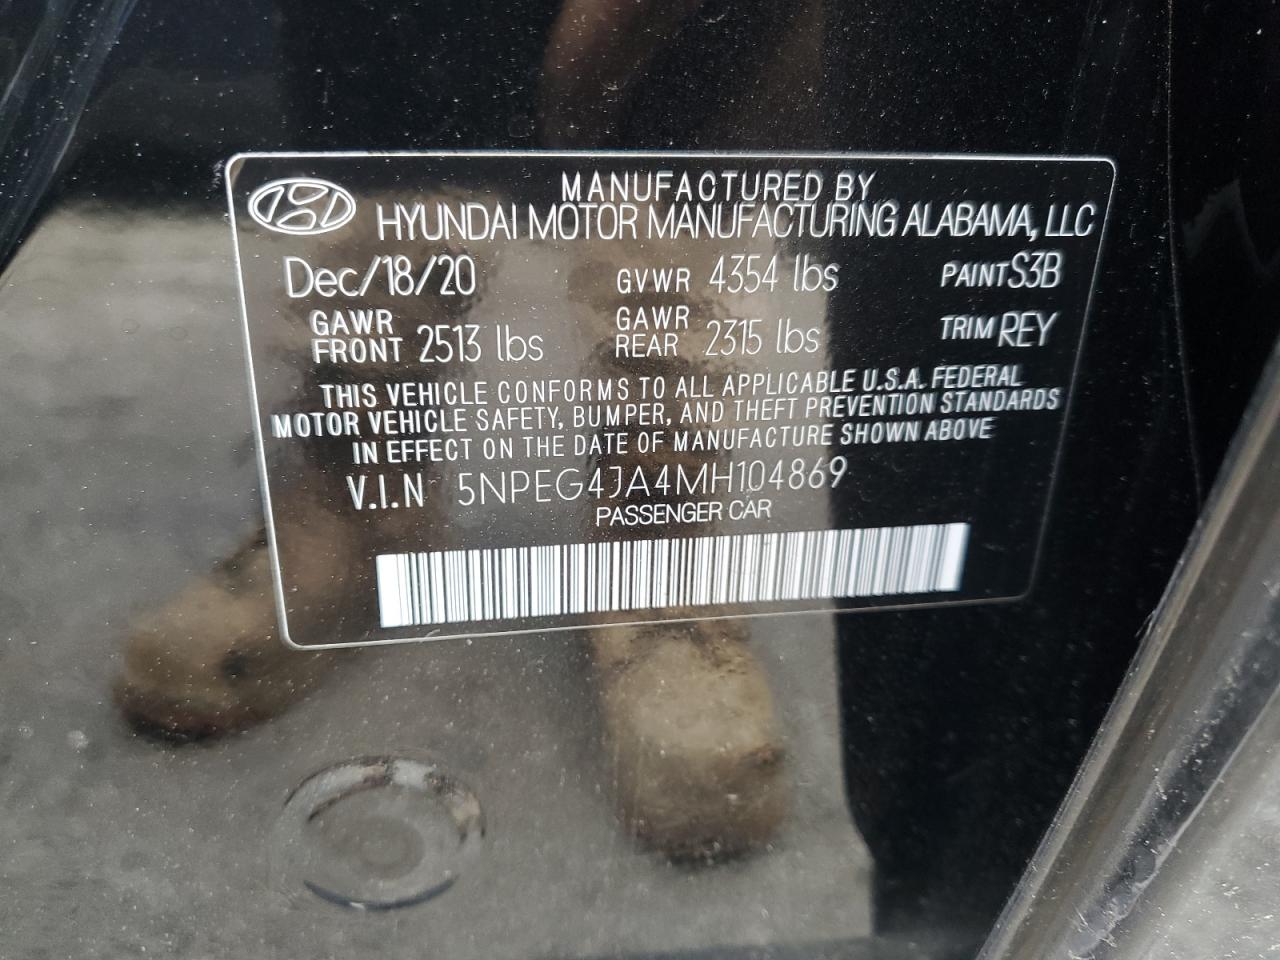 MANUFACTURED BY
HYUNDAI MOTOR MANUFACTURING ALABAMA, LLC
Dec/18/20 GVWR 4354 lbs PAINT S3B
GAWR FRONT 2513 lbs GAWR REAR 2315 lbs TRIM REY
THIS VEHICLE CONFORMS TO ALL APPLICABLE U.S.A. FEDERAL
MOTOR VEHICLE SAFETY, BUMPER, AND THEFT PREVENTION STANDARDS
IN EFFECT ON THE DATE OF MANUFACTURE SHOWN ABOVE
V.I.N 5NPEG4JA4MH104869
PASSENGER CAR